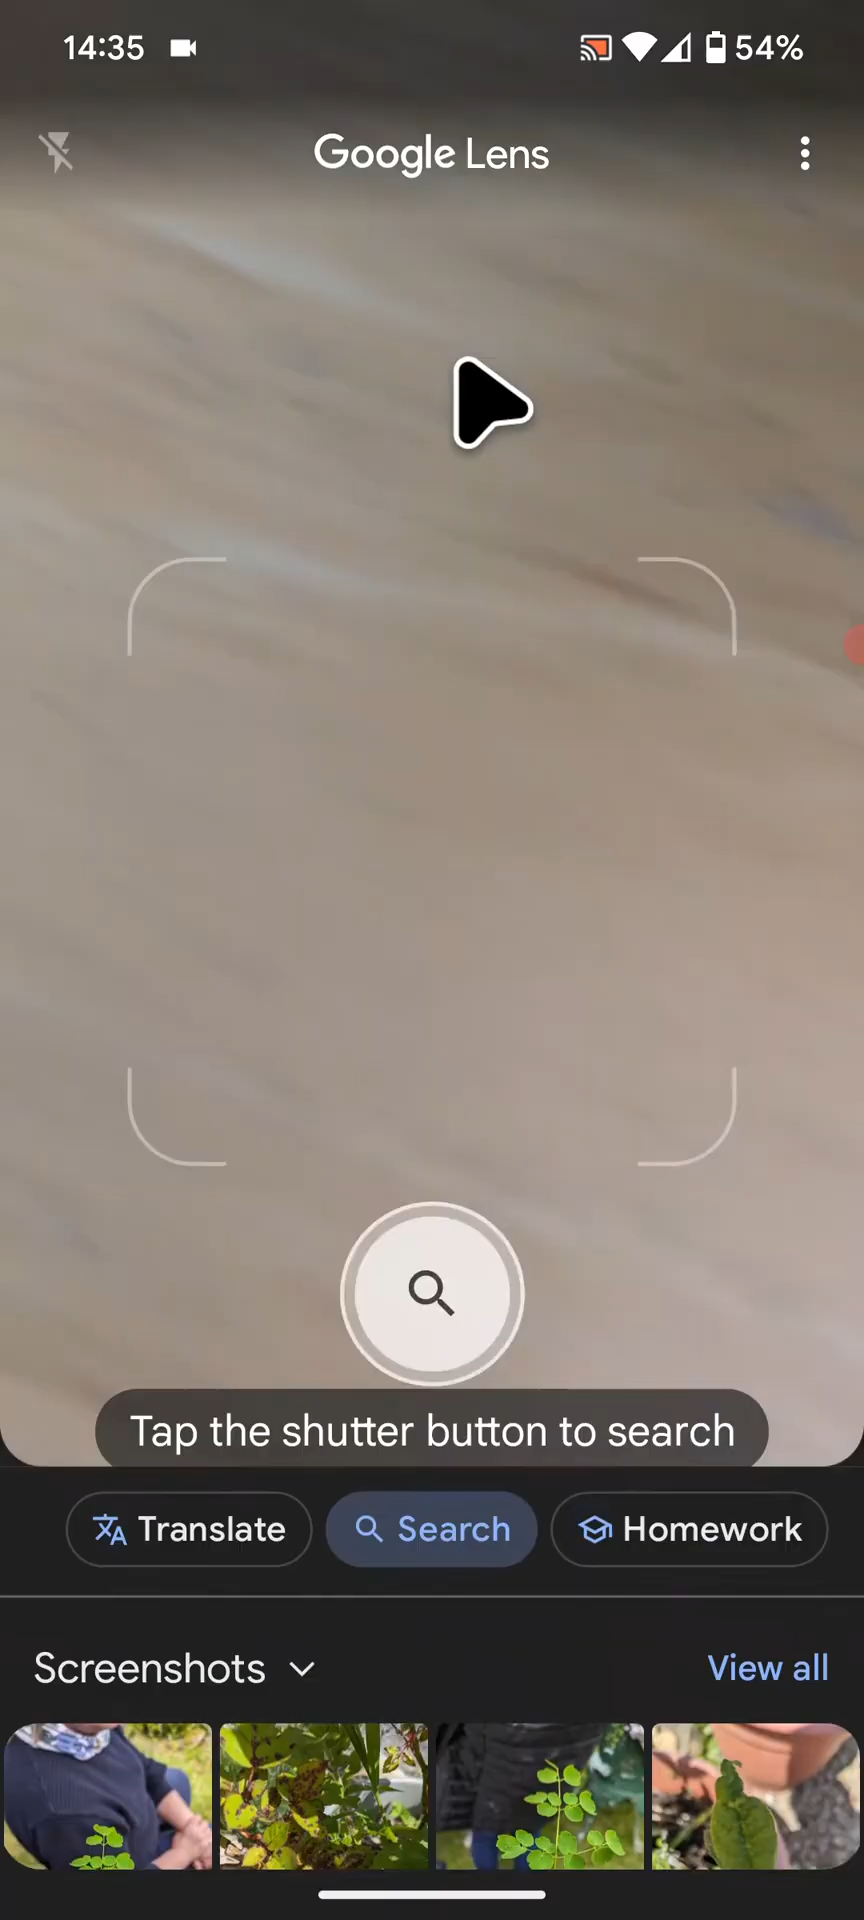 14:35 54%
Google Lens
Tap the shutter button to search
Translate Search Homework
Screenshots View all